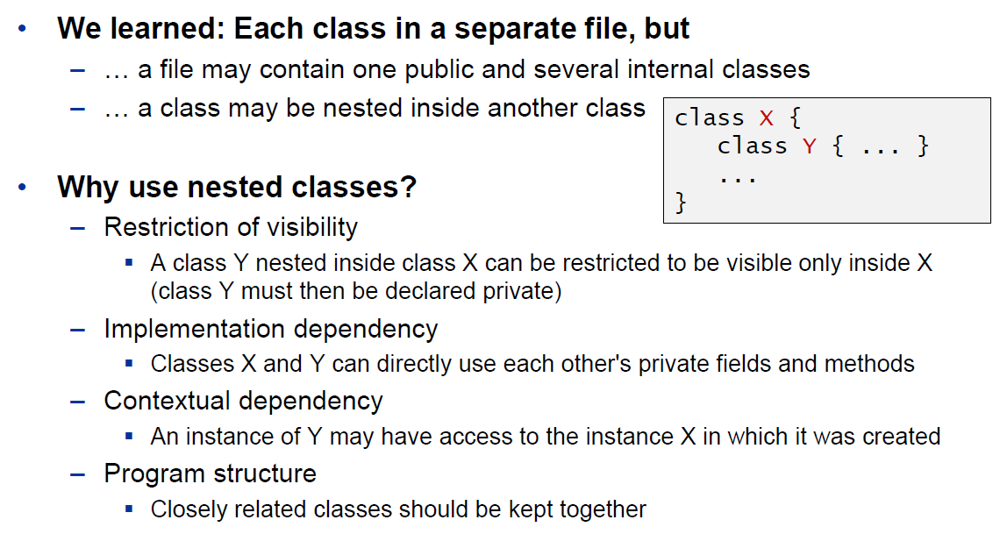 • We learned: Each class in a separate file, but
– … a file may contain one public and several internal classes
– … a class may be nested inside another class
class X {
class Y { ... }
...
}
• Why use nested classes?
– Restriction of visibility
▪ A class Y nested inside class X can be restricted to be visible only inside X
(class Y must then be declared private)
– Implementation dependency
▪ Classes X and Y can directly use each other's private fields and methods
– Contextual dependency
▪ An instance of Y may have access to the instance X in which it was created
– Program structure
▪ Closely related classes should be kept together